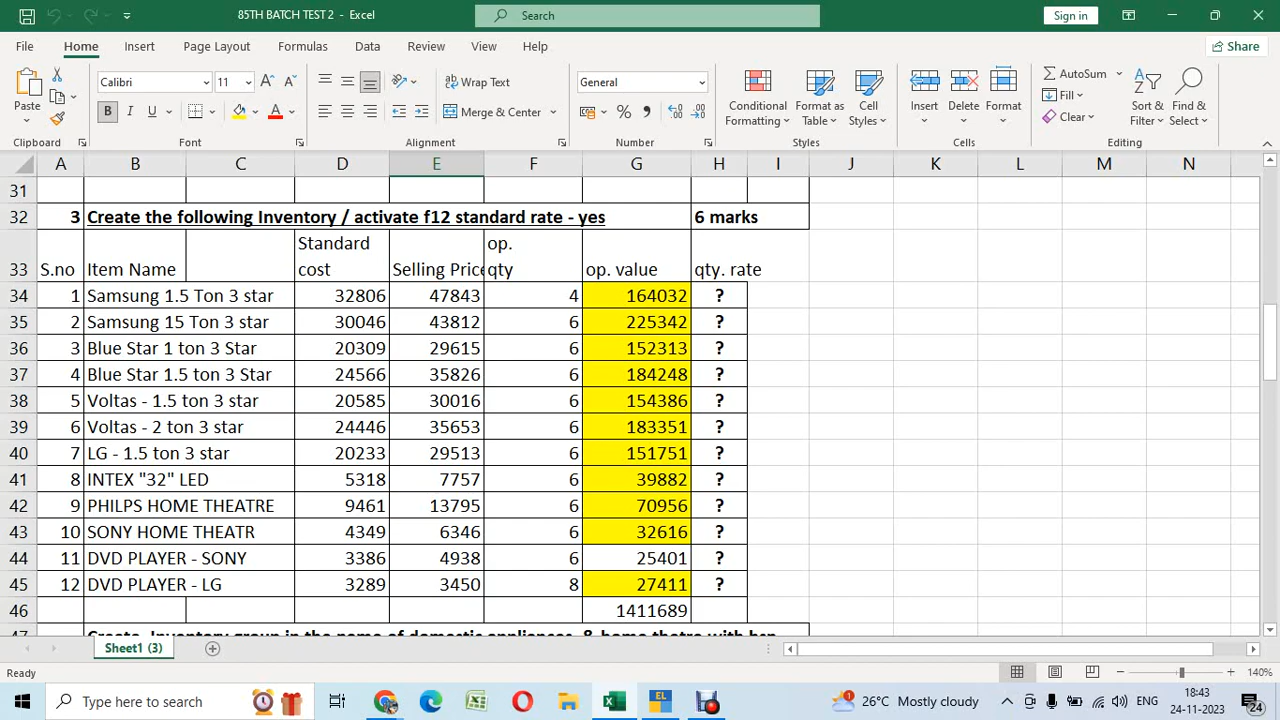 85TH BATCH TEST 2 - Excel
Search
Sign in
File Home Insert Page Layout Formulas Data Review View Help
Share
Paste
Calibri 11
Wrap Text
General
Merge & Center
Conditional Formatting
Format as Table
Cell Styles
Insert Delete Format
AutoSum
Fill
Clear
Sort & Filter
Find & Select
Clipboard Font Alignment Number Styles Cells Editing
A B C D E F G H I J K L M N
31
32 3 Create the following Inventory / activate f12 standard rate - yes 6 marks
33 S.no Item Name Standard cost Selling Price op. qty op. value qty. rate
34 1 Samsung 1.5 Ton 3 star 32806 47843 4 164032 ?
35 2 Samsung 15 Ton 3 star 30046 43812 6 225342 ?
36 3 Blue Star 1 ton 3 Star 20309 29615 6 152313 ?
37 4 Blue Star 1.5 ton 3 Star 24566 35826 6 184248 ?
38 5 Voltas - 1.5 ton 3 star 20585 30016 6 154386 ?
39 6 Voltas - 2 ton 3 star 24446 35653 6 183351 ?
40 7 LG - 1.5 ton 3 star 20233 29513 6 151751 ?
41 8 INTEX "32" LED 5318 7757 6 39882 ?
42 9 PHILPS HOME THEATRE 9461 13795 6 70956 ?
43 10 SONY HOME THEATR 4349 6346 6 32616 ?
44 11 DVD PLAYER - SONY 3386 4938 6 25401 ?
45 12 DVD PLAYER - LG 3289 3450 8 27411 ?
46 1411689
47 Create Inventory group in the name of domestic appliances & home thetre with hsn
Sheet1 (3)
Ready
140%
Type here to search
26°C Mostly cloudy
ENG
18:43
24-11-2023
24